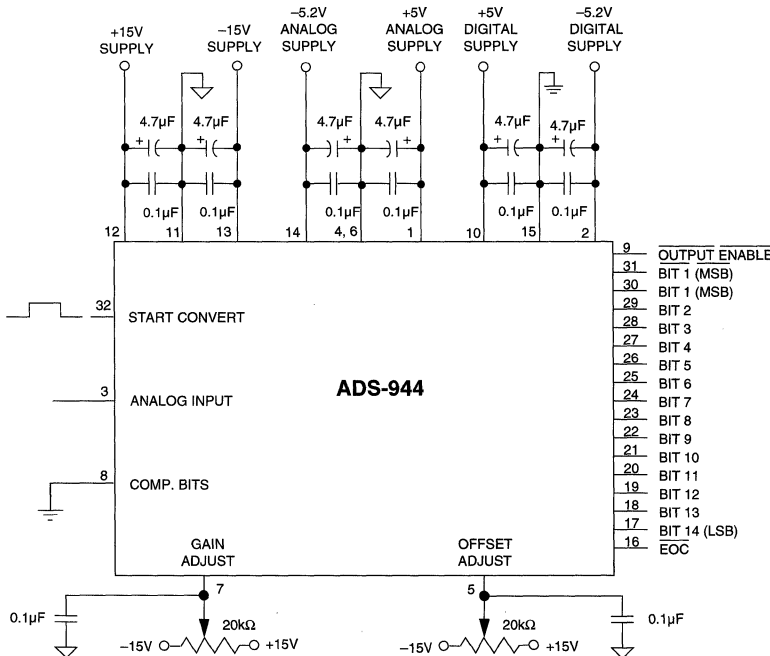 +15V
SUPPLY
–15V
SUPPLY
–5.2V
ANALOG
SUPPLY
+5V
ANALOG
SUPPLY
+5V
DIGITAL
SUPPLY
–5.2V
DIGITAL
SUPPLY
4.7µF
4.7µF
4.7µF
4.7µF
4.7µF
4.7µF
+
+
+
+
+
+
0.1µF
0.1µF
0.1µF
0.1µF
0.1µF
0.1µF
12
11
13
14
4, 6
1
10
15
2
32
START CONVERT
3
ANALOG INPUT
8
COMP. BITS
ADS-944
9 OUTPUT ENABLE
31 BIT 1 (MSB)
30 BIT 1 (MSB)
29 BIT 2
28 BIT 3
27 BIT 4
26 BIT 5
25 BIT 6
24 BIT 7
23 BIT 8
22 BIT 9
21 BIT 10
20 BIT 11
19 BIT 12
18 BIT 13
17 BIT 14 (LSB)
16 EOC
GAIN
ADJUST
OFFSET
ADJUST
7
5
0.1µF
20kΩ
–15V
+15V
20kΩ
–15V
+15V
0.1µF